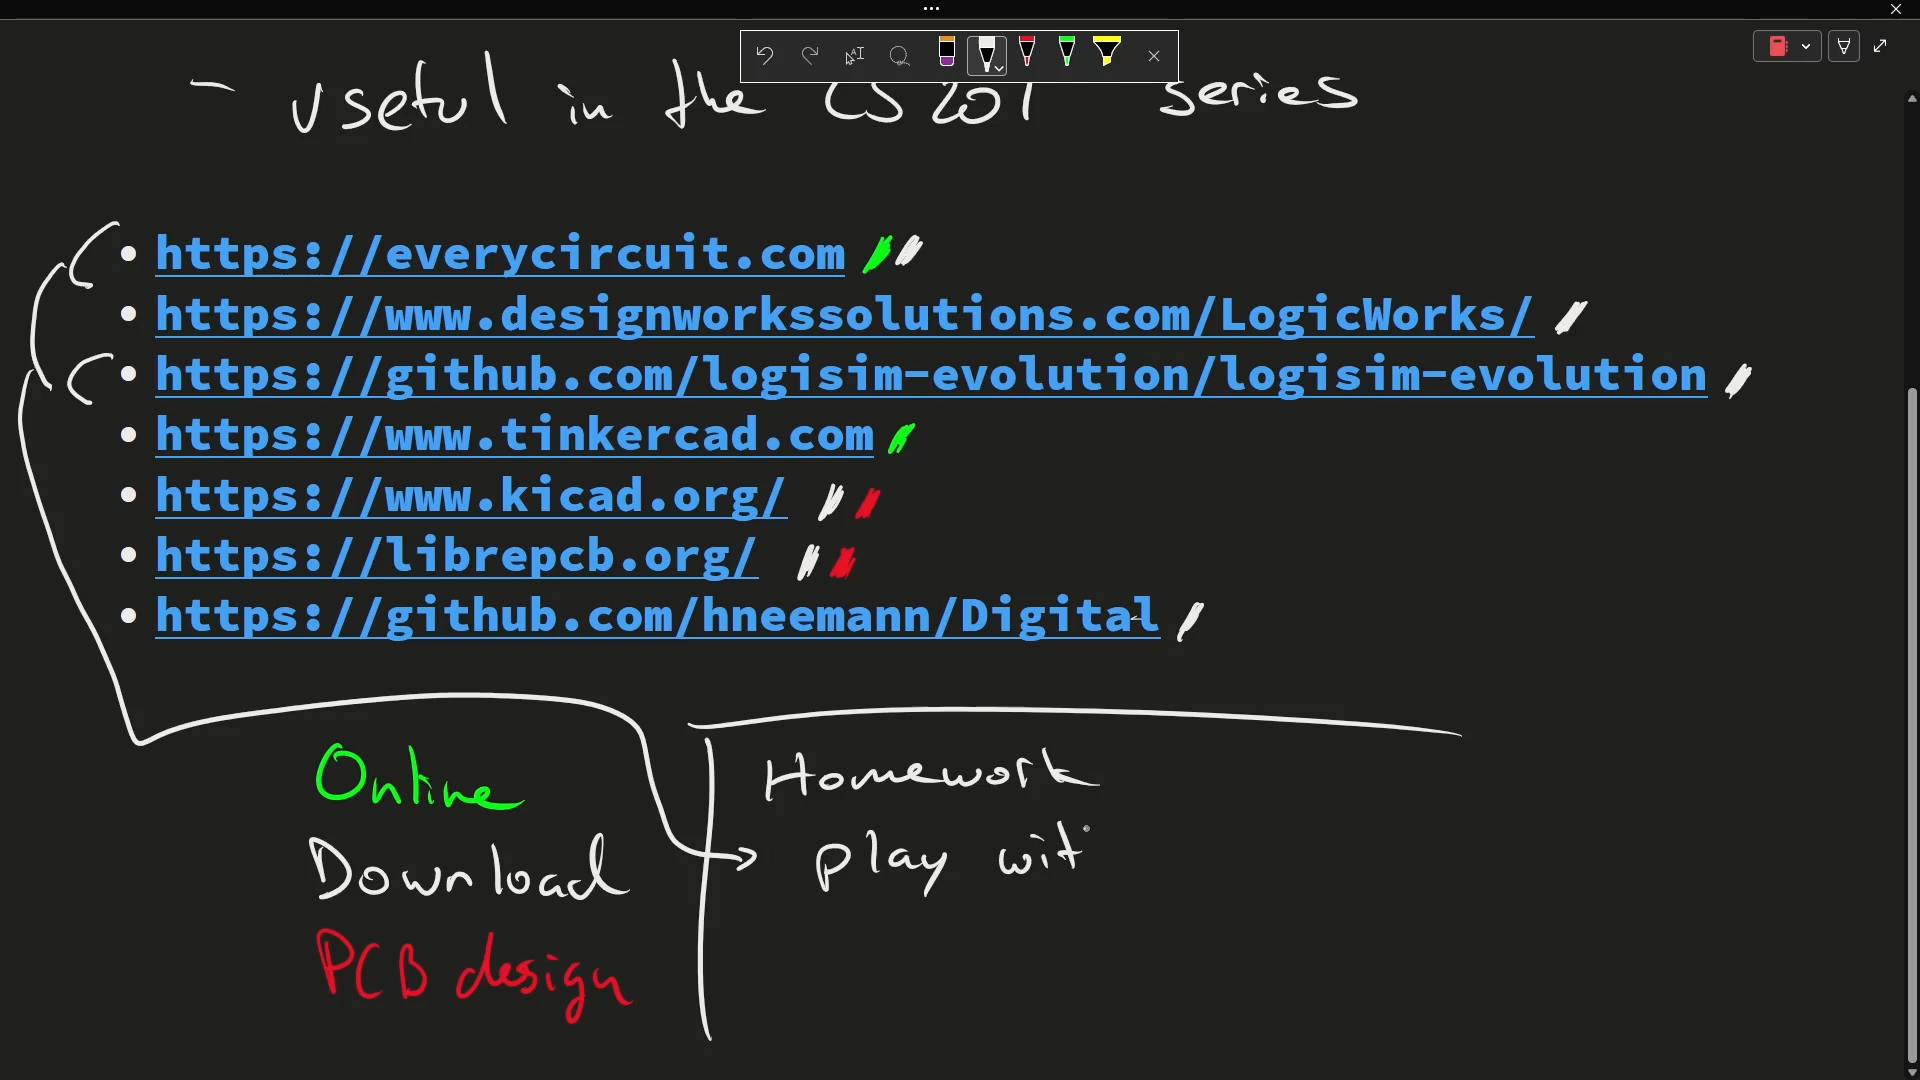 - useful in the CS201 series
• https://everycircuit.com
• https://www.designworkssolutions.com/LogicWorks/
• https://github.com/logisim-evolution/logisim-evolution
• https://www.tinkercad.com
• https://www.kicad.org/
• https://librepcb.org/
• https://github.com/hneemann/Digital
Online
Download
PCB design
Homework
play wit